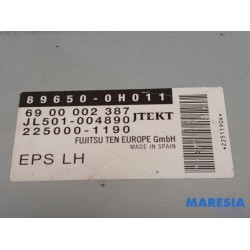 89650-0H011
69 00 002 387
JL501-004890 JTEKT
225000-1190
FUJITSU TEN EUROPE GmbH
MADE IN SPAIN
EPS LH
*2251190A*
MARESIA